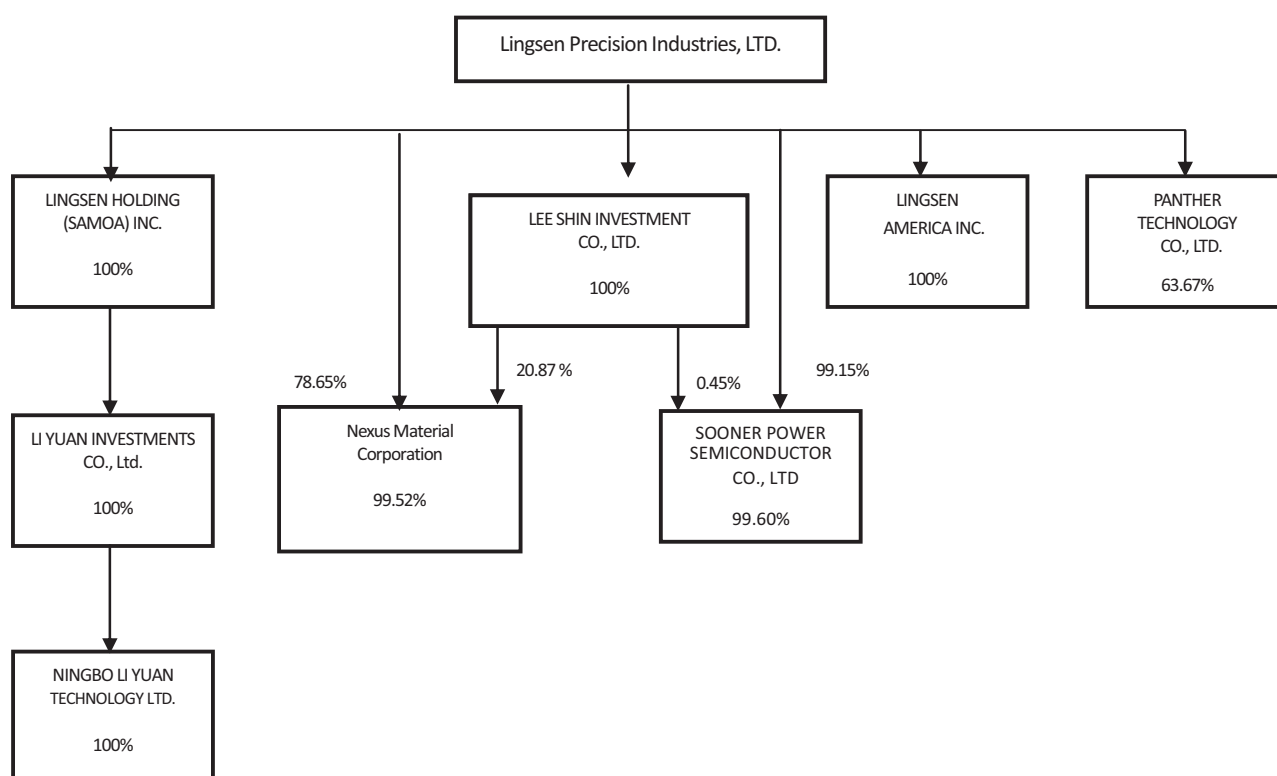 Lingsen Precision Industries, LTD.
LINGSEN HOLDING
(SAMOA) INC.
100%
LEE SHIN INVESTMENT
CO., LTD.
100%
LINGSEN
AMERICA INC.
100%
PANTHER
TECHNOLOGY
CO., LTD.
63.67%
78.65%
20.87 %
0.45%
99.15%
LI YUAN INVESTMENTS
CO., Ltd.
100%
Nexus Material
Corporation
99.52%
SOONER POWER
SEMICONDUCTOR
CO., LTD
99.60%
NINGBO LI YUAN
TECHNOLOGY LTD.
100%